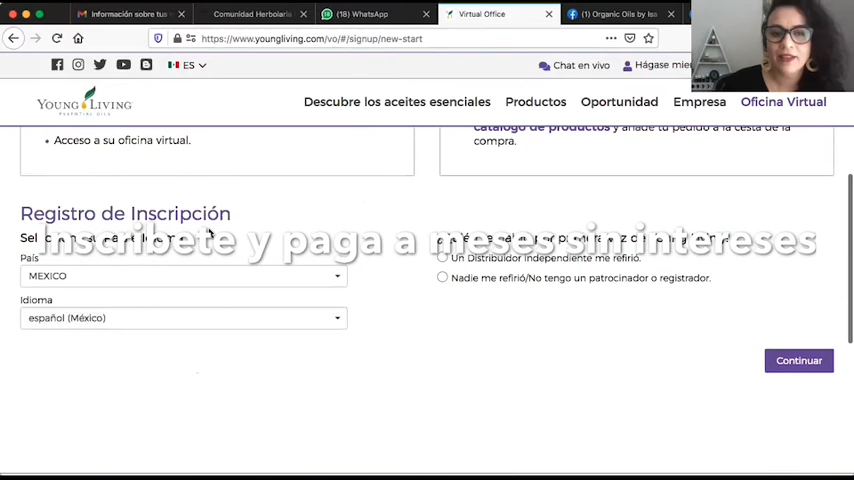 Información sobre tus
Comunidad Herbolaria
(18) WhatsApp
Virtual Office
(1) Organic Oils by Isa
https://www.youngliving.com/vo/#/signup/new-start
ES
Chat en vivo
Hágase
YOUNG LIVING
ESSENTIAL OILS
Descubre los aceites esenciales
Productos
Oportunidad
Empresa
Oficina Virtual
Acceso a su oficina virtual.
catálogo de productos y añade tu pedido a la cesta de la
compra.
Registro de Inscripción
Inscribete y paga a meses sin intereses
País
MEXICO
Idioma
español (México)
Un Distribuidor Independiente me refirió.
Nadie me refirió/No tengo un patrocinador o registrador.
Continuar